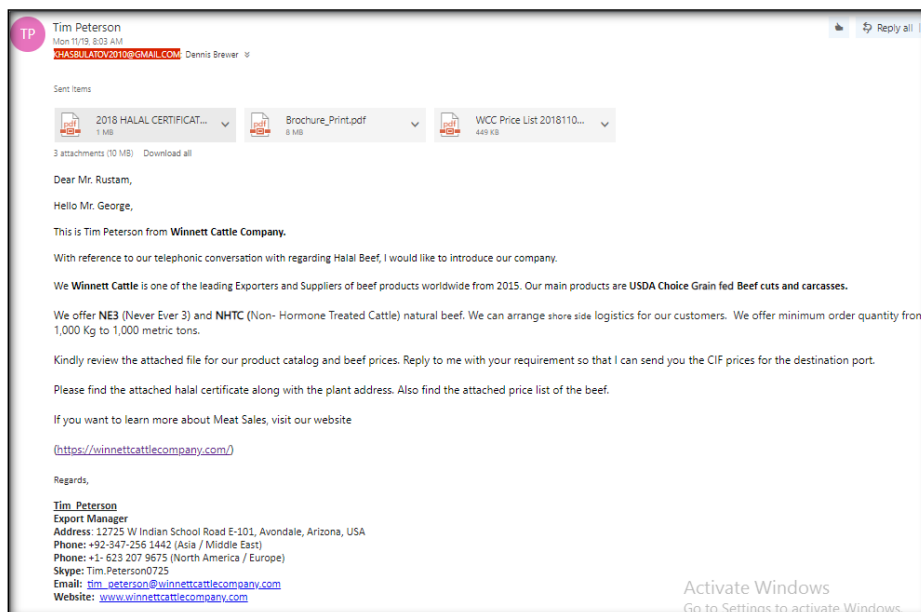 TP
Tim Peterson
Mon 11/19, 8:03 AM
KHASBULATOV2010@GMAIL.COM; Dennis Brewer
Reply all
Sent Items
pdf
2018 HALAL CERTIFICAT...
1 MB
pdf
Brochure_Print.pdf
8 MB
pdf
WCC Price List 2018110...
449 KB
3 attachments (10 MB) Download all
Dear Mr. Rustam,
Hello Mr. George,
This is Tim Peterson from Winnett Cattle Company.
With reference to our telephonic conversation with regarding Halal Beef, I would like to introduce our company.
We Winnett Cattle is one of the leading Exporters and Suppliers of beef products worldwide from 2015. Our main products are USDA Choice Grain fed Beef cuts and carcasses.
We offer NE3 (Never Ever 3) and NHTC (Non- Hormone Treated Cattle) natural beef. We can arrange shore side logistics for our customers. We offer minimum order quantity from
1,000 Kg to 1,000 metric tons.
Kindly review the attached file for our product catalog and beef prices. Reply to me with your requirement so that I can send you the CIF prices for the destination port.
Please find the attached halal certificate along with the plant address. Also find the attached price list of the beef.
If you want to learn more about Meat Sales, visit our website
(https://winnettcattlecompany.com/)
Regards,
Tim Peterson
Export Manager
Address: 12725 W Indian School Road E-101, Avondale, Arizona, USA
Phone: +92-347-256 1442 (Asia / Middle East)
Phone: +1- 623 207 9675 (North America / Europe)
Skype: Tim.Peterson0725
Email: tim_peterson@winnettcattlecompany.com
Website: www.winnettcattlecompany.com
Activate Windows
Go to Settings to activate Windows.